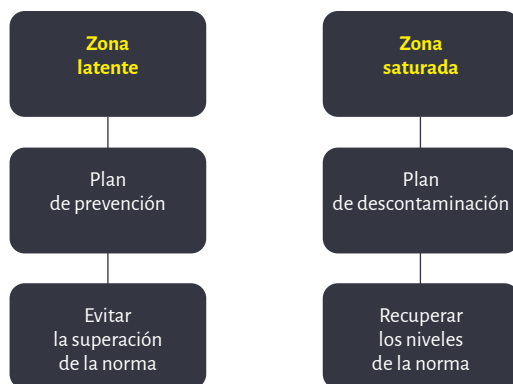 Zona
latente
Plan
de prevención
Evitar
la superación
de la norma
Zona
saturada
Plan
de descontaminación
Recuperar
los niveles
de la norma